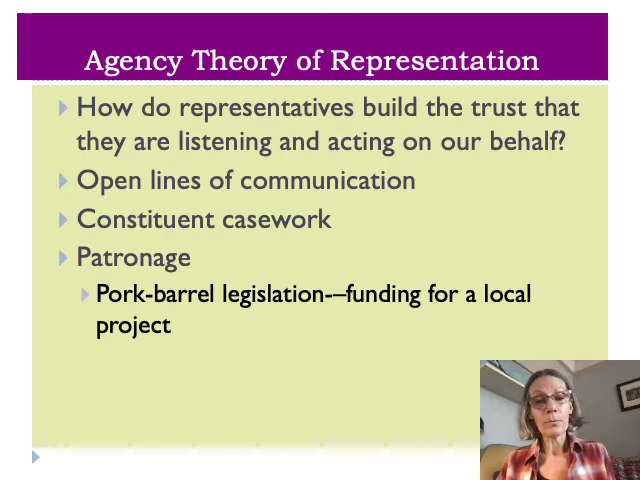 Agency Theory of Representation
How do representatives build the trust that
they are listening and acting on our behalf?
Open lines of communication
Constituent casework
Patronage
Pork-barrel legislation-–funding for a local
project